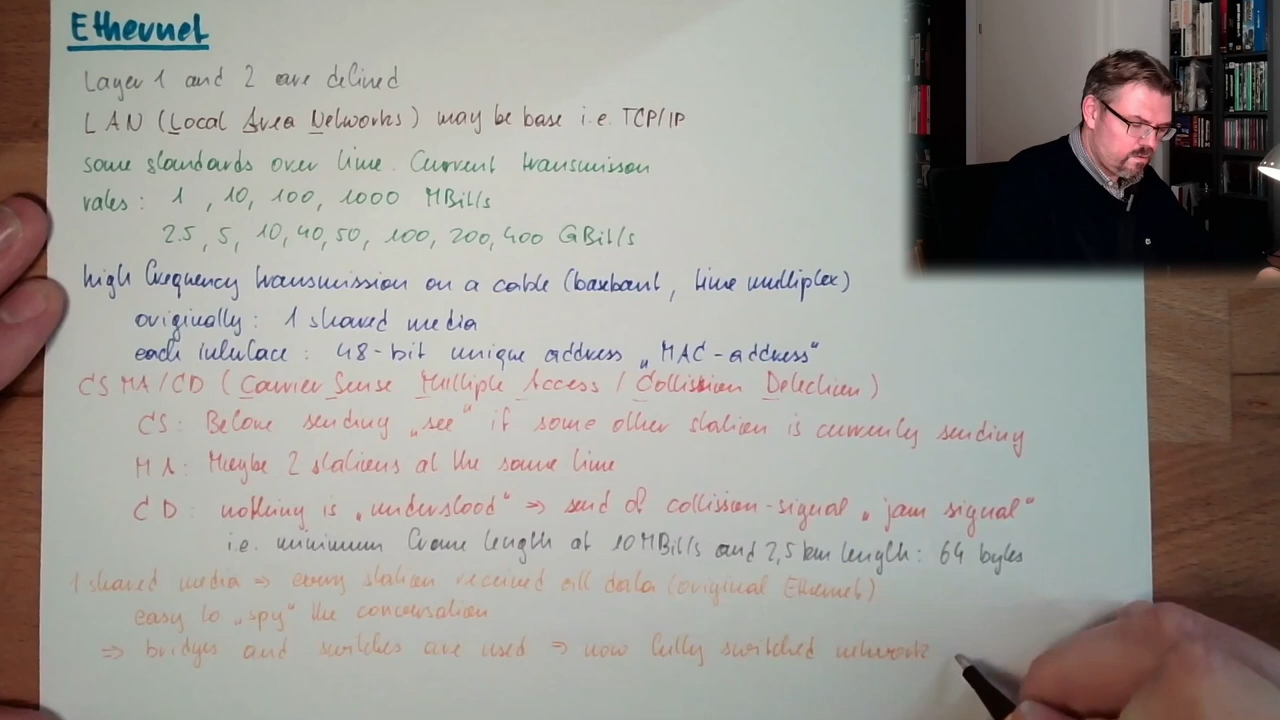 Ethernet
Layer 1 and 2 are defined
LAN (Local Area Networks) may be base i.e. TCP/IP
some standards over time. Current transmisson
rates: 1, 10, 100, 1000 MBit/s
2.5, 5, 10, 40, 50, 100, 200, 400 GBit/s
high frequency transmission on a cable (baseband, time multiplex)
originally: 1 shared media
each interface: 48-bit unique address „MAC-address"
CSMA/CD (Carrier Sense Multiple Access / Collision Detection)
CS: Before sending „see" if some other station is currenly sending
MA: Maybe 2 stations at the same time
CD: nothing is „understood" => send of collission-signal „jam signal"
i.e. minimum frame length at 10MBit/s and 2,5 km length: 64 bytes
1 shared media => every station received all data (original Ethernet)
easy to „spy" the conversation
=> bridges and switches are used => now fully switched network